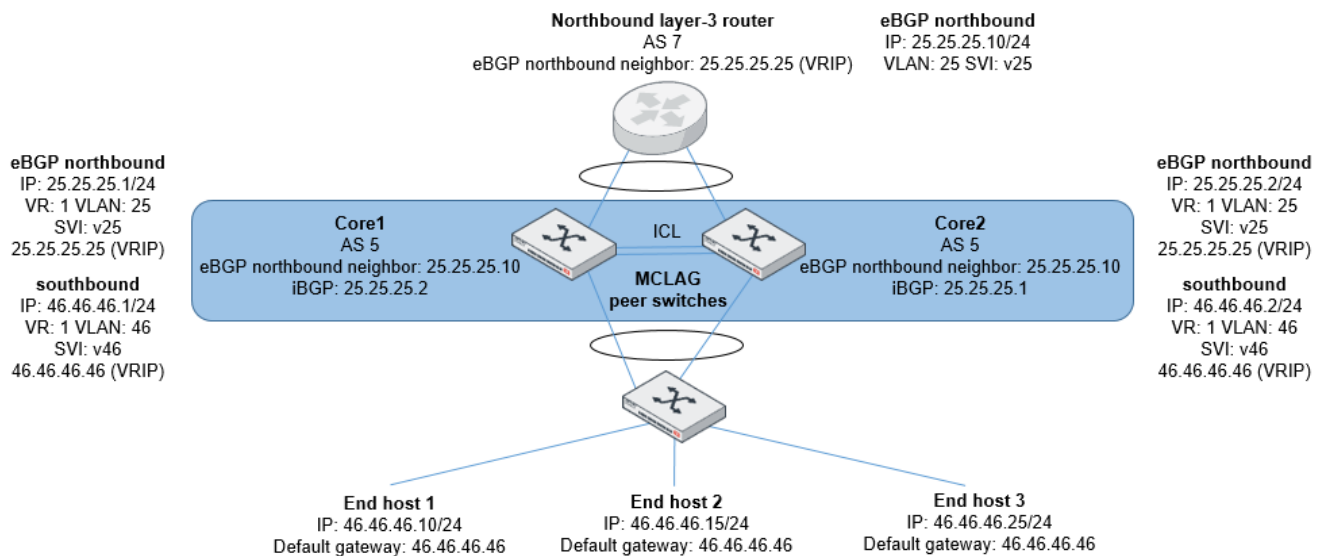 Northbound layer-3 router
AS 7
eBGP northbound neighbor: 25.25.25.25 (VRIP)
eBGP northbound
IP: 25.25.25.10/24
VLAN: 25 SVI: v25
eBGP northbound
IP: 25.25.25.1/24
VR: 1 VLAN: 25
SVI: v25
25.25.25.25 (VRIP)
southbound
IP: 46.46.46.1/24
VR: 1 VLAN: 46
SVI: v46
46.46.46.46 (VRIP)
Core1
AS 5
eBGP northbound neighbor: 25.25.25.10
iBGP: 25.25.25.2
ICL
MCLAG
peer switches
Core2
AS 5
eBGP northbound neighbor: 25.25.25.10
iBGP: 25.25.25.1
eBGP northbound
IP: 25.25.25.2/24
VR: 1 VLAN: 25
SVI: v25
25.25.25.25 (VRIP)
southbound
IP: 46.46.46.2/24
VR: 1 VLAN: 46
SVI: v46
46.46.46.46 (VRIP)
End host 1
IP: 46.46.46.10/24
Default gateway: 46.46.46.46
End host 2
IP: 46.46.46.15/24
Default gateway: 46.46.46.46
End host 3
IP: 46.46.46.25/24
Default gateway: 46.46.46.46